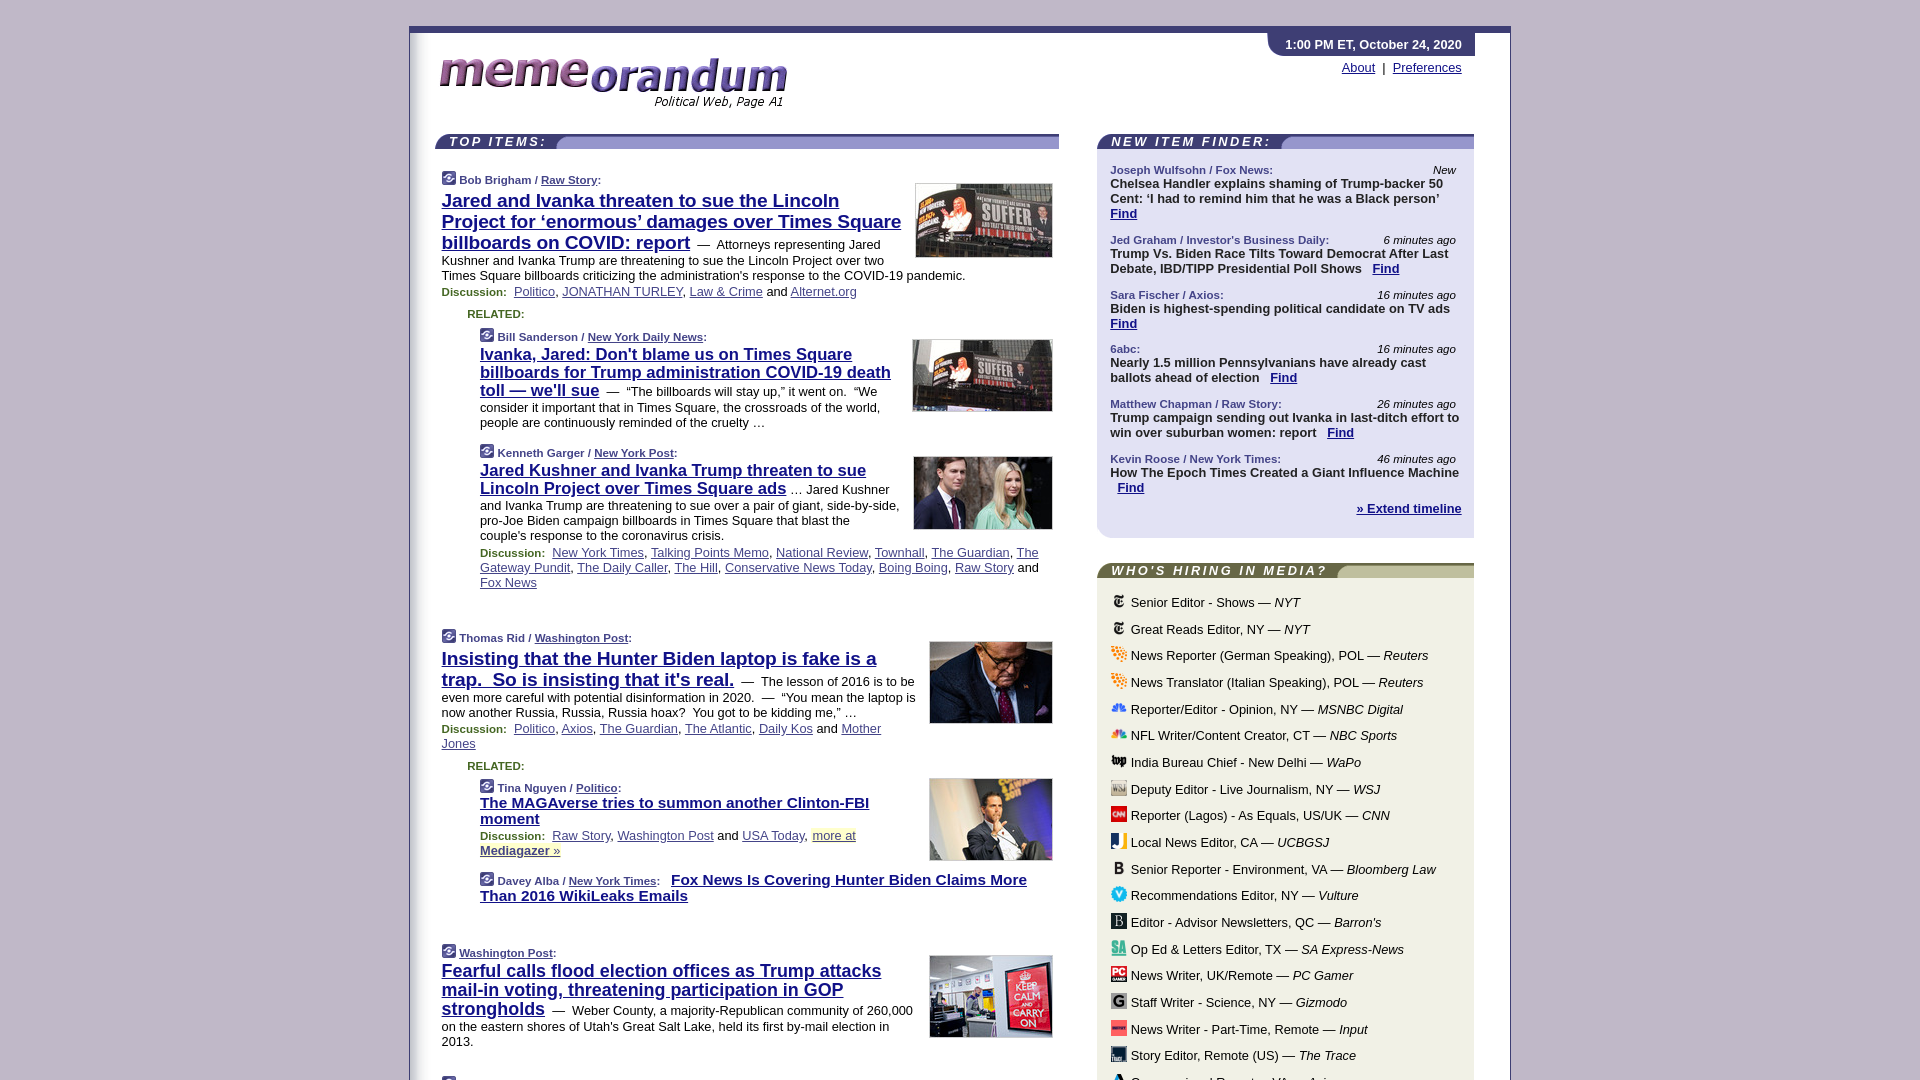 1:00 PM ET, October 24, 2020
memeorandum
Political Web, Page A1
About | Preferences
TOP ITEMS:
Bob Brigham / Raw Story:
Jared and Ivanka threaten to sue the Lincoln
Project for ‘enormous’ damages over Times Square
billboards on COVID: report — Attorneys representing Jared
Kushner and Ivanka Trump are threatening to sue the Lincoln Project over two
Times Square billboards criticizing the administration's response to the COVID-19 pandemic.
Discussion: Politico, JONATHAN TURLEY, Law & Crime and Alternet.org
SUFFER
RELATED:
Bill Sanderson / New York Daily News:
Ivanka, Jared: Don't blame us on Times Square
billboards for Trump administration COVID-19 death
toll — we'll sue — “The billboards will stay up,” it went on. “We
consider it important that in Times Square, the crossroads of the world,
people are continuously reminded of the cruelty …
SUFFER
Kenneth Garger / New York Post:
Jared Kushner and Ivanka Trump threaten to sue
Lincoln Project over Times Square ads … Jared Kushner
and Ivanka Trump are threatening to sue over a pair of giant, side-by-side,
pro-Joe Biden campaign billboards in Times Square that blast the
couple's response to the coronavirus crisis.
Discussion: New York Times, Talking Points Memo, National Review, Townhall, The Guardian, The
Gateway Pundit, The Daily Caller, The Hill, Conservative News Today, Boing Boing, Raw Story and
Fox News
Thomas Rid / Washington Post:
Insisting that the Hunter Biden laptop is fake is a
trap. So is insisting that it's real. — The lesson of 2016 is to be
even more careful with potential disinformation in 2020. — “You mean the laptop is
now another Russia, Russia, Russia hoax? You got to be kidding me,” …
Discussion: Politico, Axios, The Guardian, The Atlantic, Daily Kos and Mother
Jones
RELATED:
Tina Nguyen / Politico:
The MAGAverse tries to summon another Clinton-FBI
moment
Discussion: Raw Story, Washington Post and USA Today, more at
Mediagazer »
Davey Alba / New York Times: Fox News Is Covering Hunter Biden Claims More
Than 2016 WikiLeaks Emails
Washington Post:
Fearful calls flood election offices as Trump attacks
mail-in voting, threatening participation in GOP
strongholds — Weber County, a majority-Republican community of 260,000
on the eastern shores of Utah's Great Salt Lake, held its first by-mail election in
2013.
KEEP
CALM
AND
CARRY
ON
NEW ITEM FINDER:
Joseph Wulfsohn / Fox News: New
Chelsea Handler explains shaming of Trump-backer 50
Cent: ‘I had to remind him that he was a Black person’
Find
Jed Graham / Investor's Business Daily: 6 minutes ago
Trump Vs. Biden Race Tilts Toward Democrat After Last
Debate, IBD/TIPP Presidential Poll Shows Find
Sara Fischer / Axios: 16 minutes ago
Biden is highest-spending political candidate on TV ads
Find
6abc: 16 minutes ago
Nearly 1.5 million Pennsylvanians have already cast
ballots ahead of election Find
Matthew Chapman / Raw Story: 26 minutes ago
Trump campaign sending out Ivanka in last-ditch effort to
win over suburban women: report Find
Kevin Roose / New York Times: 46 minutes ago
How The Epoch Times Created a Giant Influence Machine
Find
» Extend timeline
WHO'S HIRING IN MEDIA?
Senior Editor - Shows — NYT
Great Reads Editor, NY — NYT
News Reporter (German Speaking), POL — Reuters
News Translator (Italian Speaking), POL — Reuters
Reporter/Editor - Opinion, NY — MSNBC Digital
NFL Writer/Content Creator, CT — NBC Sports
wp India Bureau Chief - New Delhi — WaPo
WSJ Deputy Editor - Live Journalism, NY — WSJ
CNN Reporter (Lagos) - As Equals, US/UK — CNN
Local News Editor, CA — UCBGSJ
B Senior Reporter - Environment, VA — Bloomberg Law
Recommendations Editor, NY — Vulture
B Editor - Advisor Newsletters, QC — Barron's
SA Op Ed & Letters Editor, TX — SA Express-News
PC News Writer, UK/Remote — PC Gamer
G Staff Writer - Science, NY — Gizmodo
News Writer - Part-Time, Remote — Input
Story Editor, Remote (US) — The Trace